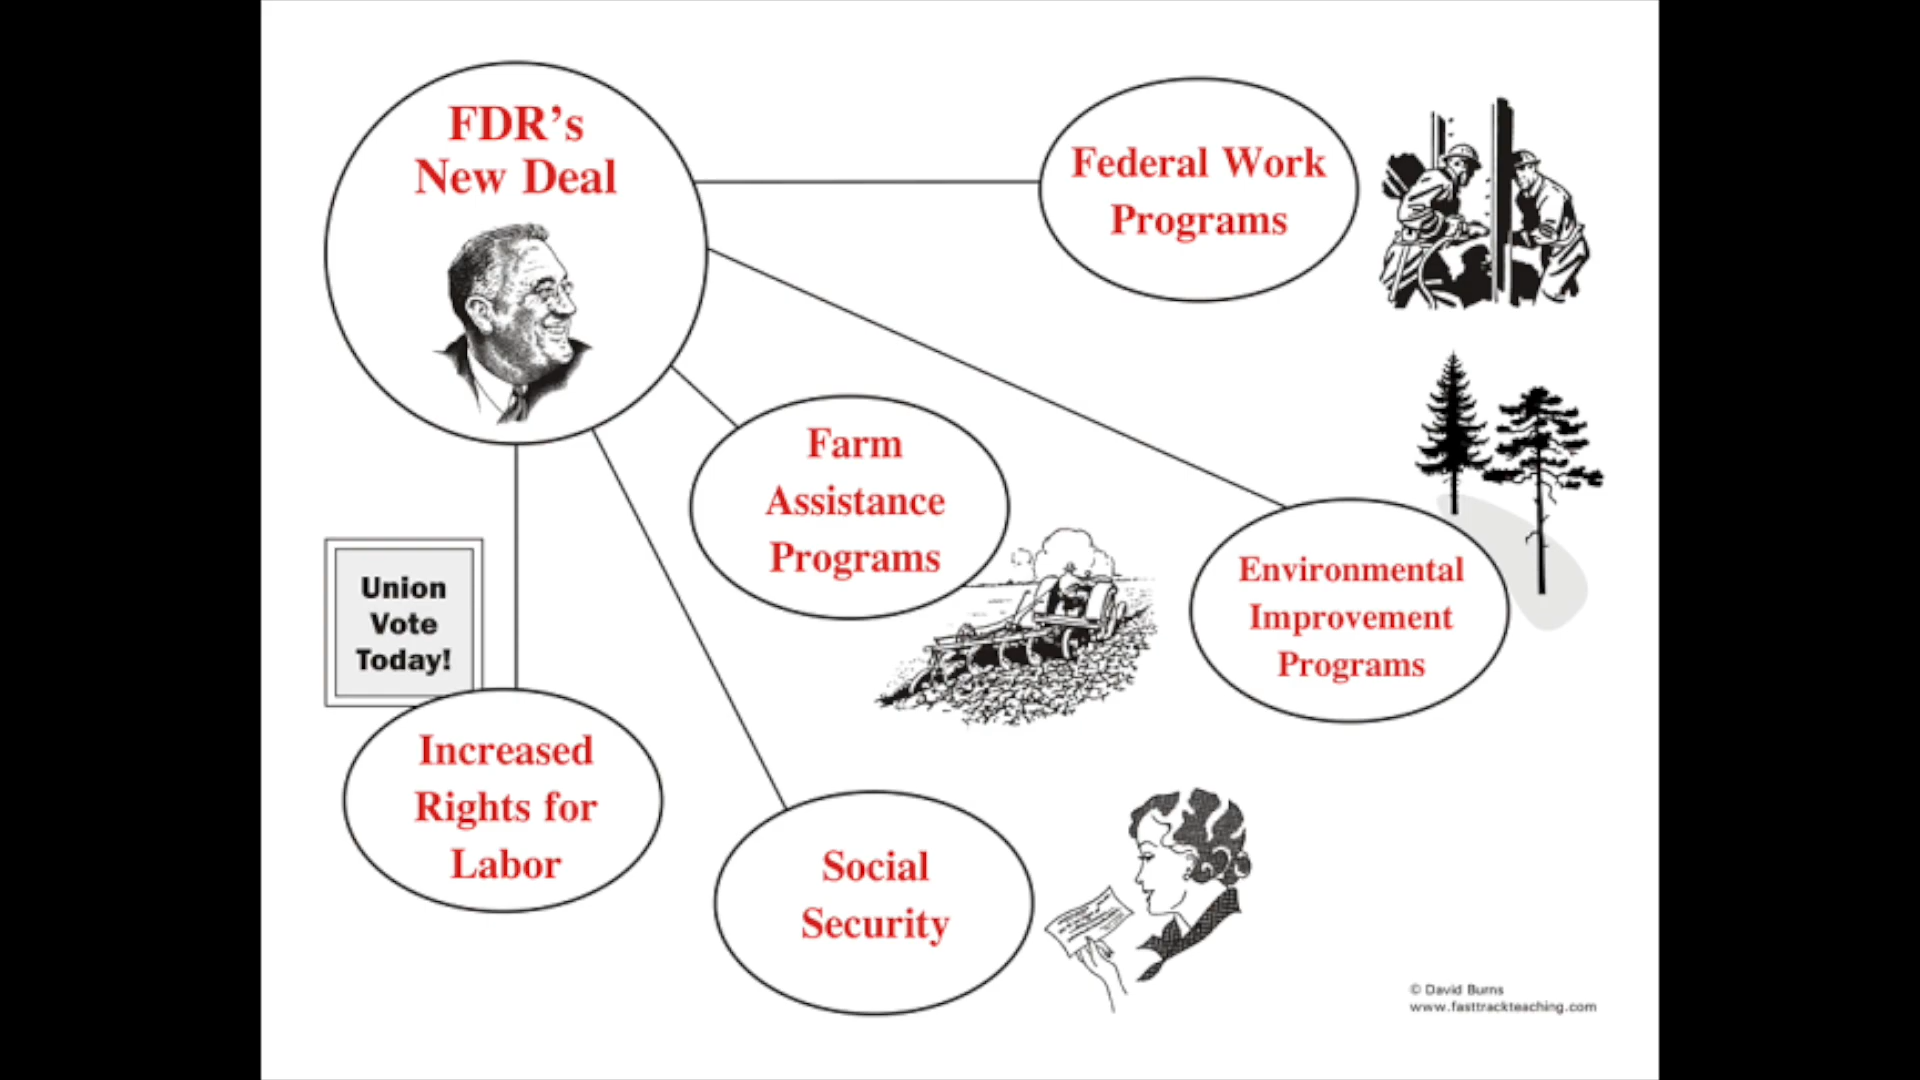 FDR's
New Deal
Federal Work
Programs
Farm
Assistance
Programs
Environmental
Improvement
Programs
Union
Vote
Today!
Increased
Rights for
Labor
Social
Security
© David Burns
www.fasttrackteaching.com